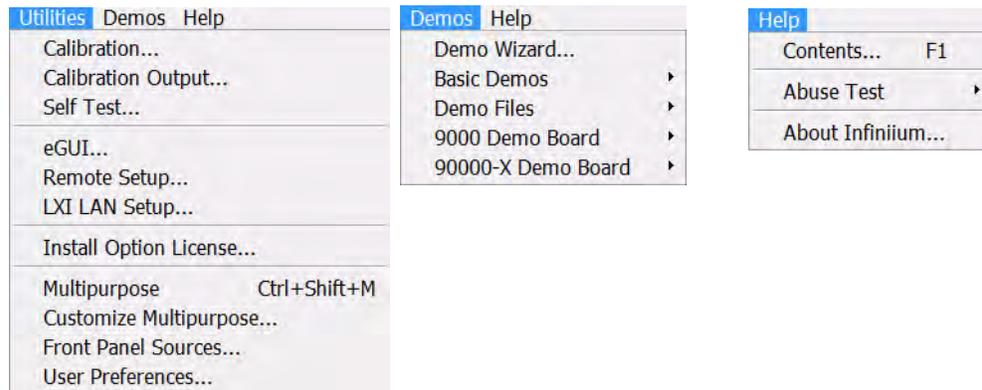 Utilities Demos Help
Calibration...
Calibration Output...
Self Test...
eGUI...
Remote Setup...
LXI LAN Setup...
Install Option License...
Multipurpose Ctrl+Shift+M
Customize Multipurpose...
Front Panel Sources...
User Preferences...
Demos Help
Demo Wizard...
Basic Demos
Demo Files
9000 Demo Board
90000-X Demo Board
Help
Contents... F1
Abuse Test
About Infiniium...